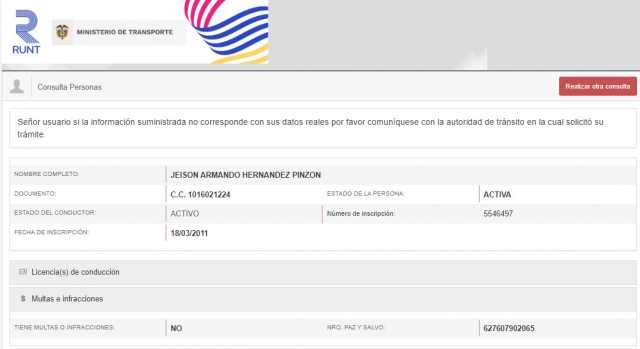 RUNT
MINISTERIO DE TRANSPORTE
Consulta Personas
Realizar otra consulta
Señor usuario si la información suministrada no corresponde con sus datos reales por favor comuníquese con la autoridad de tránsito en la cual solicitó su
trámite.
NOMBRE COMPLETO: JEISON ARMANDO HERNANDEZ PINZON
DOCUMENTO: C.C. 1016021224 ESTADO DE LA PERSONA: ACTIVA
ESTADO DEL CONDUCTOR: ACTIVO Número de inscripción: 5546497
FECHA DE INSCRIPCIÓN: 18/03/2011
Licencia(s) de conducción
$ Multas e infracciones
TIENE MULTAS O INFRACCIONES: NO NRO. PAZ Y SALVO: 627607902065